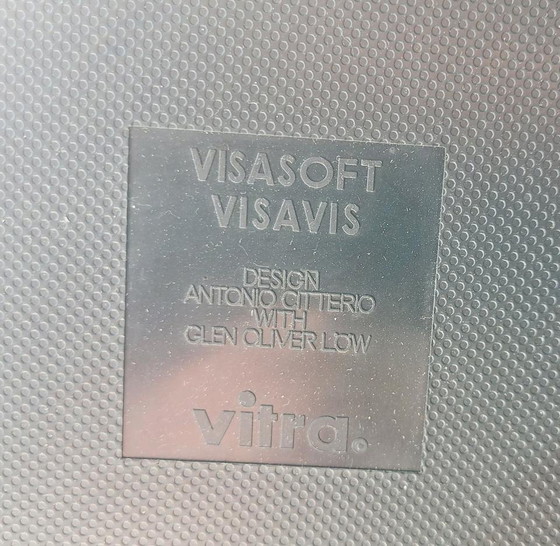 VISASOFT
VISAVIS
DESIGN
ANTONIO CITTERIO
WITH
GLEN OLIVER LOW
vitra.